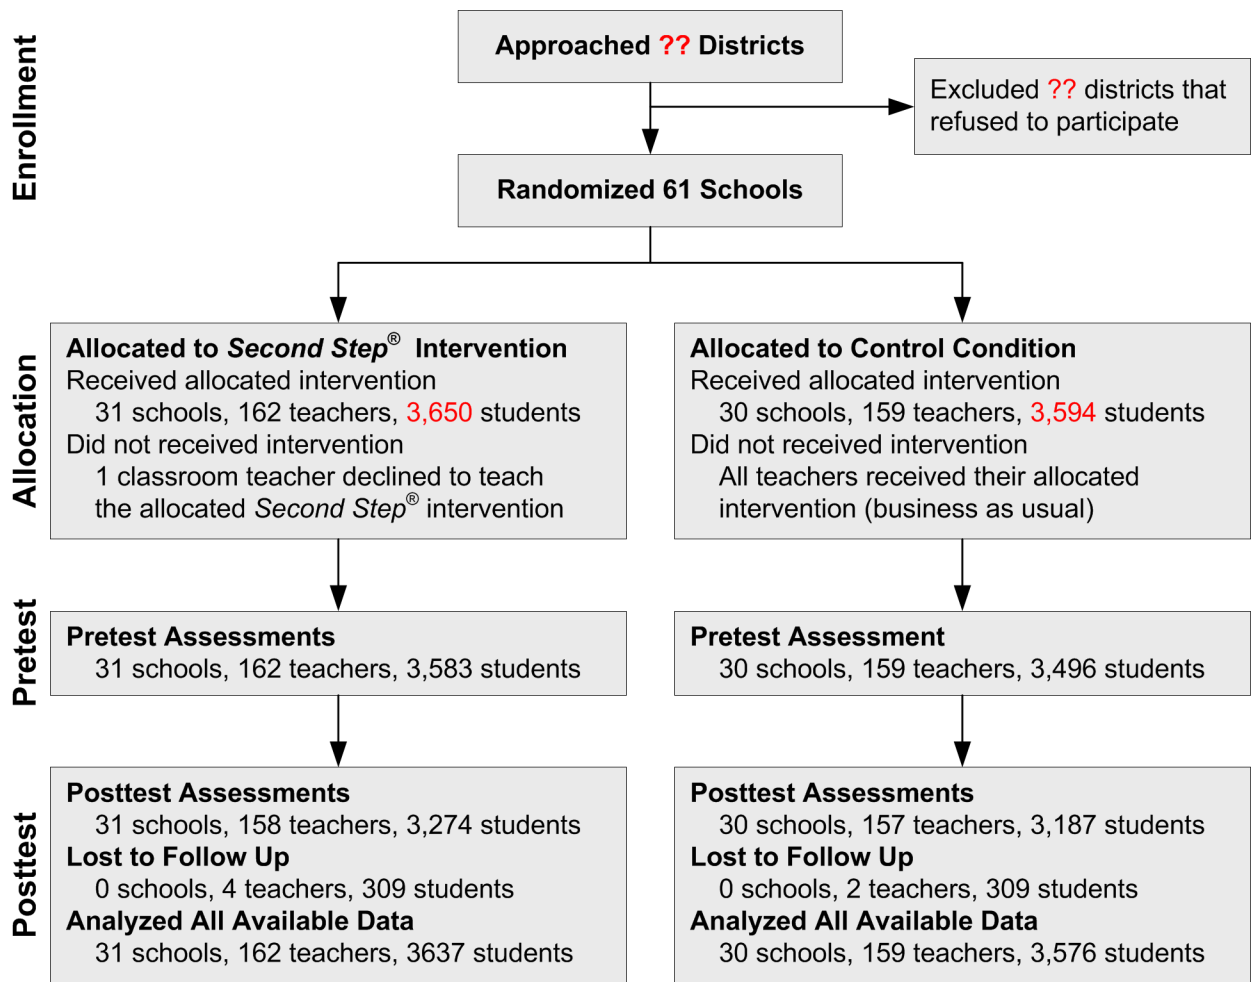 Enrollment
Approached ?? Districts
Excluded ?? districts that
refused to participate
Randomized 61 Schools
Allocation
Allocated to Second Step® Intervention
Received allocated intervention
31 schools, 162 teachers, 3,650 students
Did not received intervention
1 classroom teacher declined to teach
the allocated Second Step® intervention
Allocated to Control Condition
Received allocated intervention
30 schools, 159 teachers, 3,594 students
Did not received intervention
All teachers received their allocated
intervention (business as usual)
Pretest
Pretest Assessments
31 schools, 162 teachers, 3,583 students
Pretest Assessment
30 schools, 159 teachers, 3,496 students
Posttest
Posttest Assessments
31 schools, 158 teachers, 3,274 students
Lost to Follow Up
0 schools, 4 teachers, 309 students
Analyzed All Available Data
31 schools, 162 teachers, 3637 students
Posttest Assessments
30 schools, 157 teachers, 3,187 students
Lost to Follow Up
0 schools, 2 teachers, 309 students
Analyzed All Available Data
30 schools, 159 teachers, 3,576 students